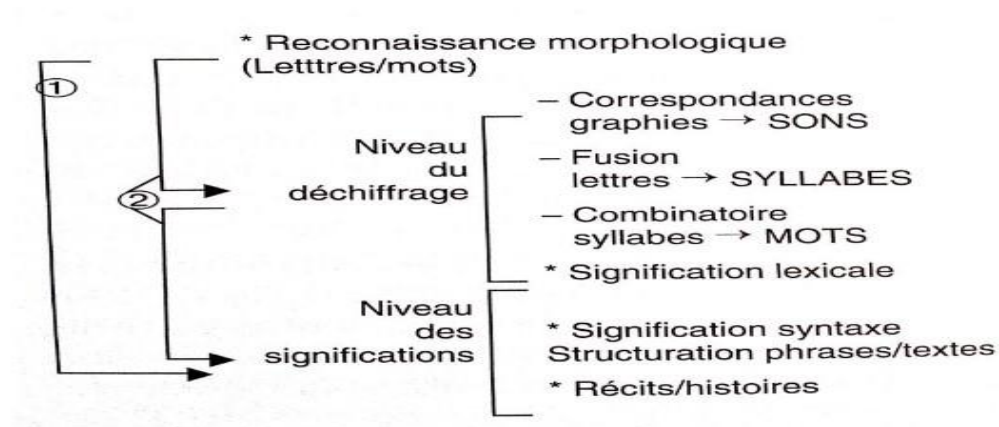 * Reconnaissance morphologique
(Letttres/mots)
1
2
Niveau
du
déchiffrage
– Correspondances
graphies → SONS
– Fusion
lettres → SYLLABES
– Combinatoire
syllabes → MOTS
* Signification lexicale
Niveau
des
significations
* Signification syntaxe
Structuration phrases/textes
* Récits/histoires